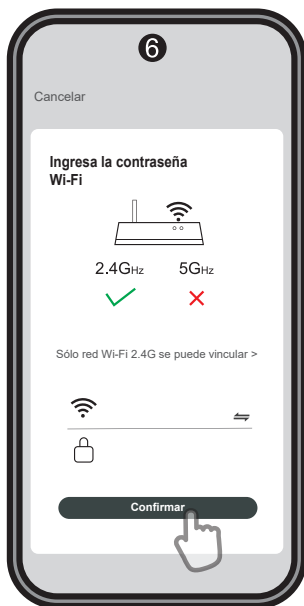 6
Cancelar
Ingresa la contraseña
Wi-Fi
2.4GHz 5GHz
Sólo red Wi-Fi 2.4G se puede vincular >
Confirmar